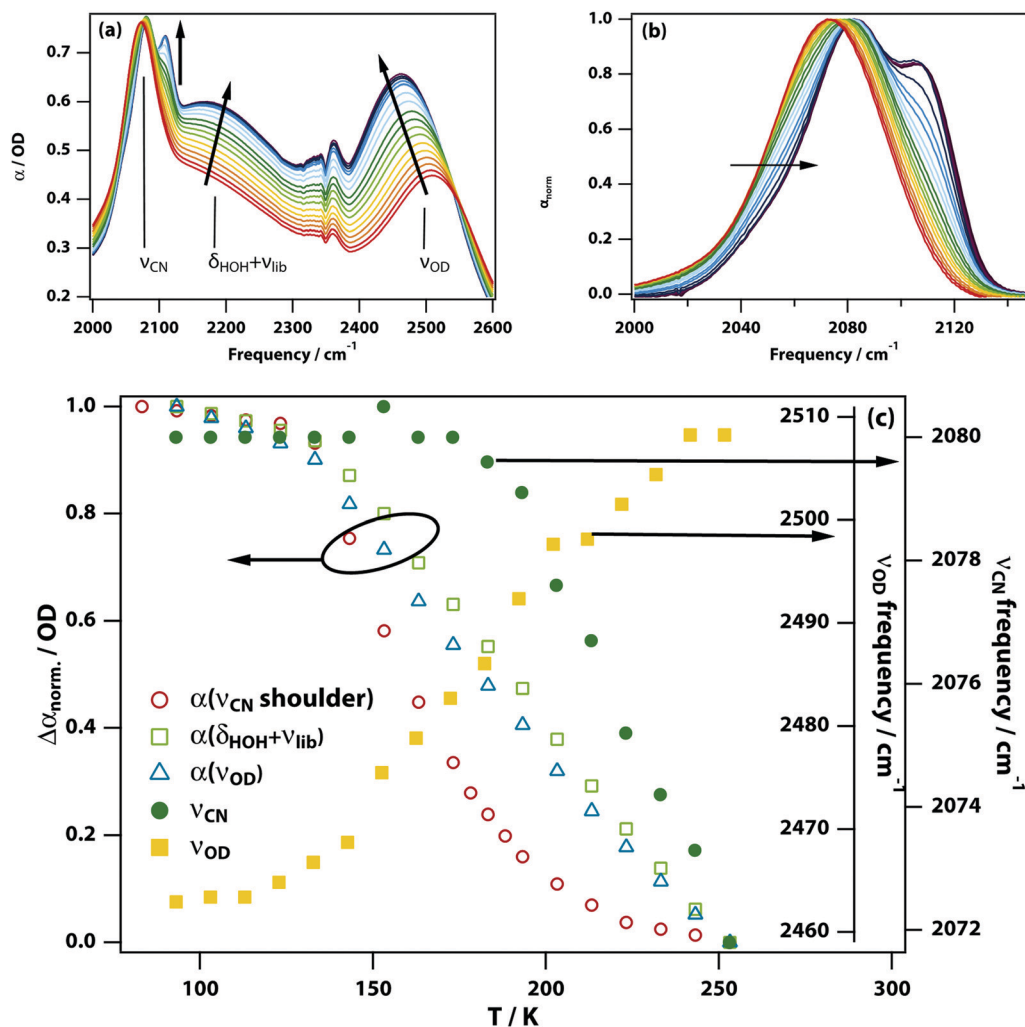 (a)
α / OD
0.7
0.6
0.5
0.4
0.3
0.2
νCN
δHOH+νlib
νOD
2000 2100 2200 2300 2400 2500 2600
Frequency / cm-1
(b)
αnorm
1.0
0.8
0.6
0.4
0.2
0.0
2000 2040 2080 2120
Frequency / cm-1
(c)
Δαnorm. / OD
1.0
0.8
0.6
0.4
0.2
0.0
α(νCN shoulder)
α(δHOH+νlib)
α(νOD)
νCN
νOD
2510
2500
2490
2480
2470
2460
νOD frequency / cm-1
2080
2078
2076
2074
2072
νCN frequency / cm-1
100 150 200 250 300
T / K